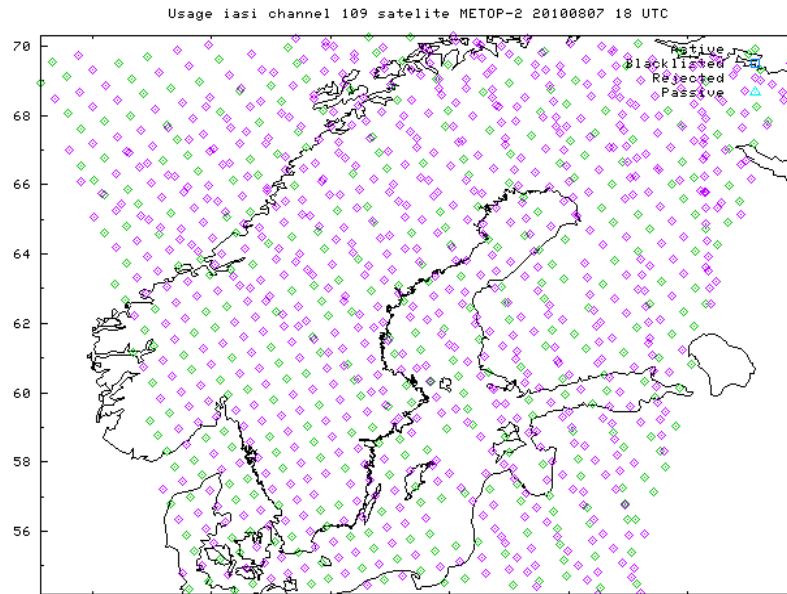 Usage iasi channel 109 satelite METOP-2 20100807 18 UTC
70
Active
Blacklisted
Rejected
Passive
68
66
64
62
60
58
56